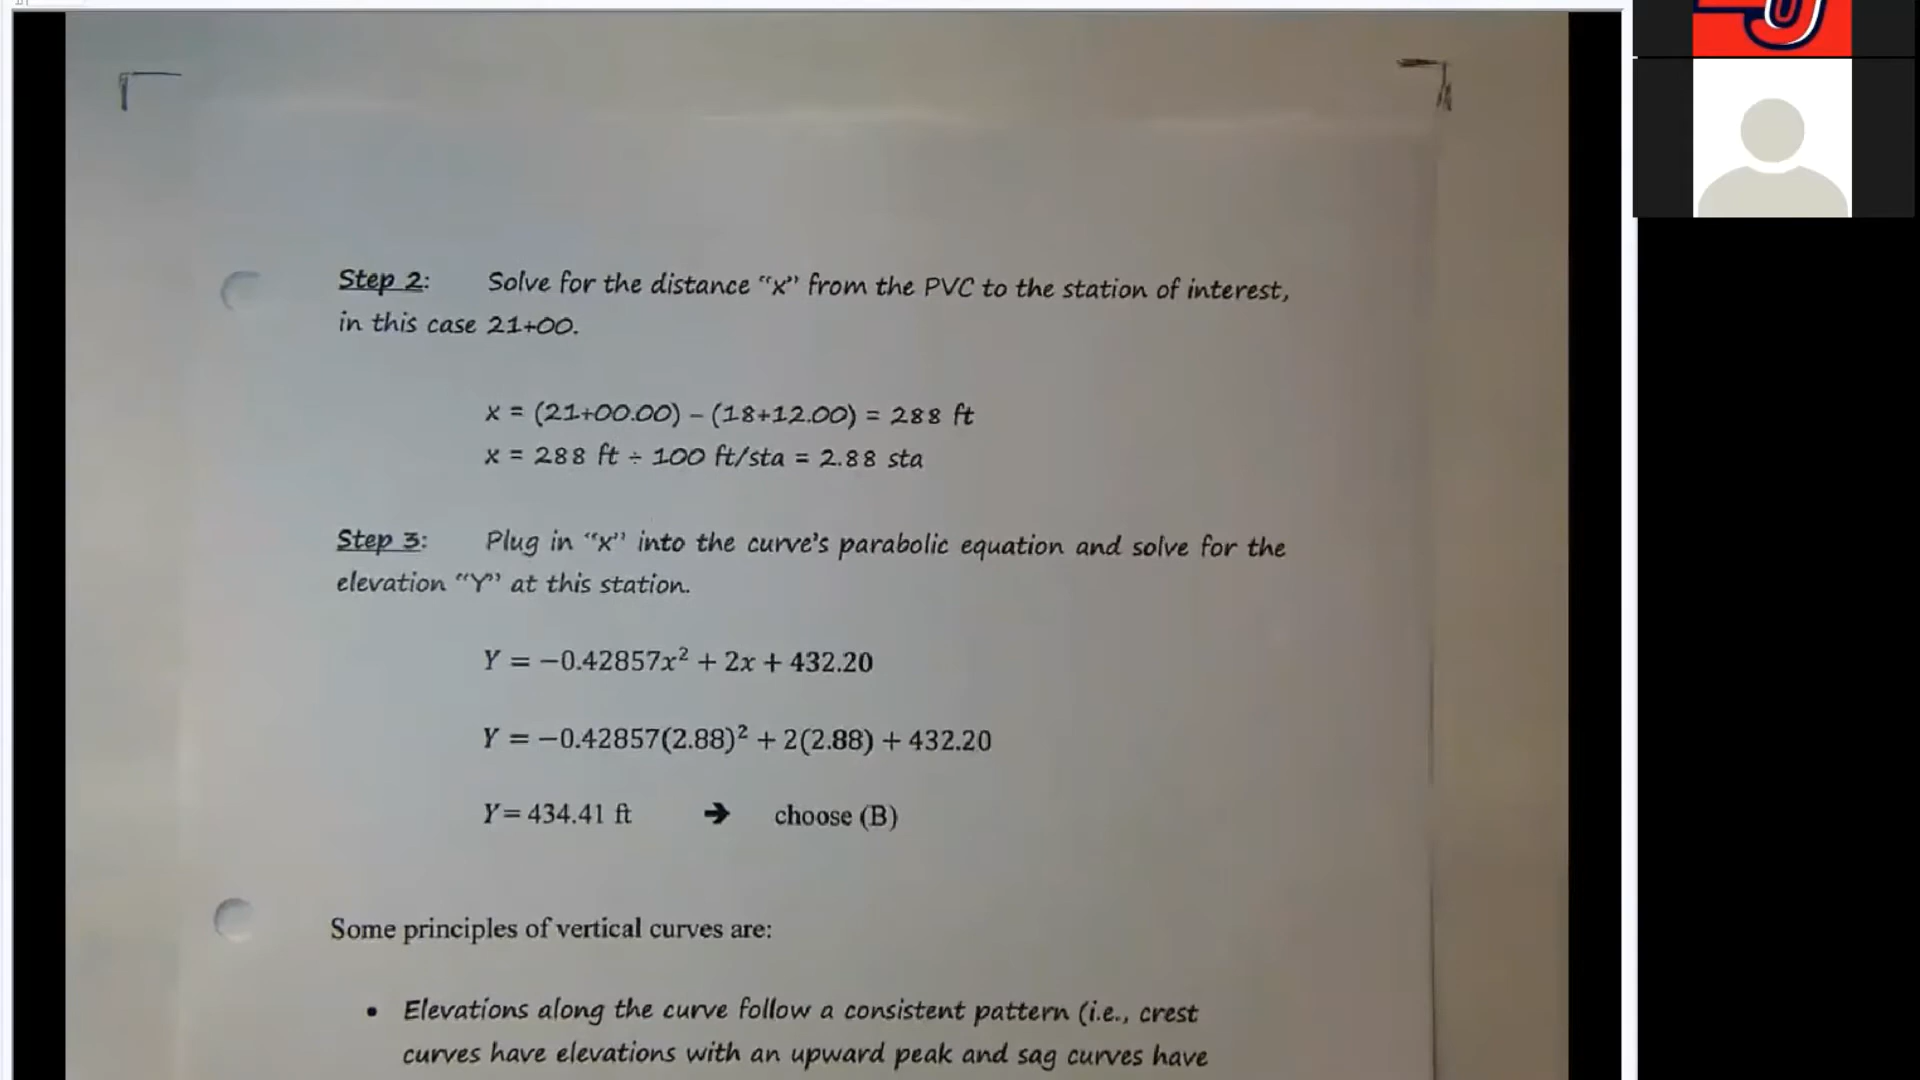 Step 2: Solve for the distance “x” from the PVC to the station of interest,
in this case 21+00.
x = (21+00.00) – (18+12.00) = 288 ft
x = 288 ft ÷ 100 ft/sta = 2.88 sta
Step 3: Plug in “x” into the curve’s parabolic equation and solve for the
elevation “Y” at this station.
Y = −0.42857x² + 2x + 432.20
Y = −0.42857(2.88)² + 2(2.88) + 432.20
Y= 434.41 ft ➔ choose (B)
Some principles of vertical curves are:
• Elevations along the curve follow a consistent pattern (i.e., crest
curves have elevations with an upward peak and sag curves have